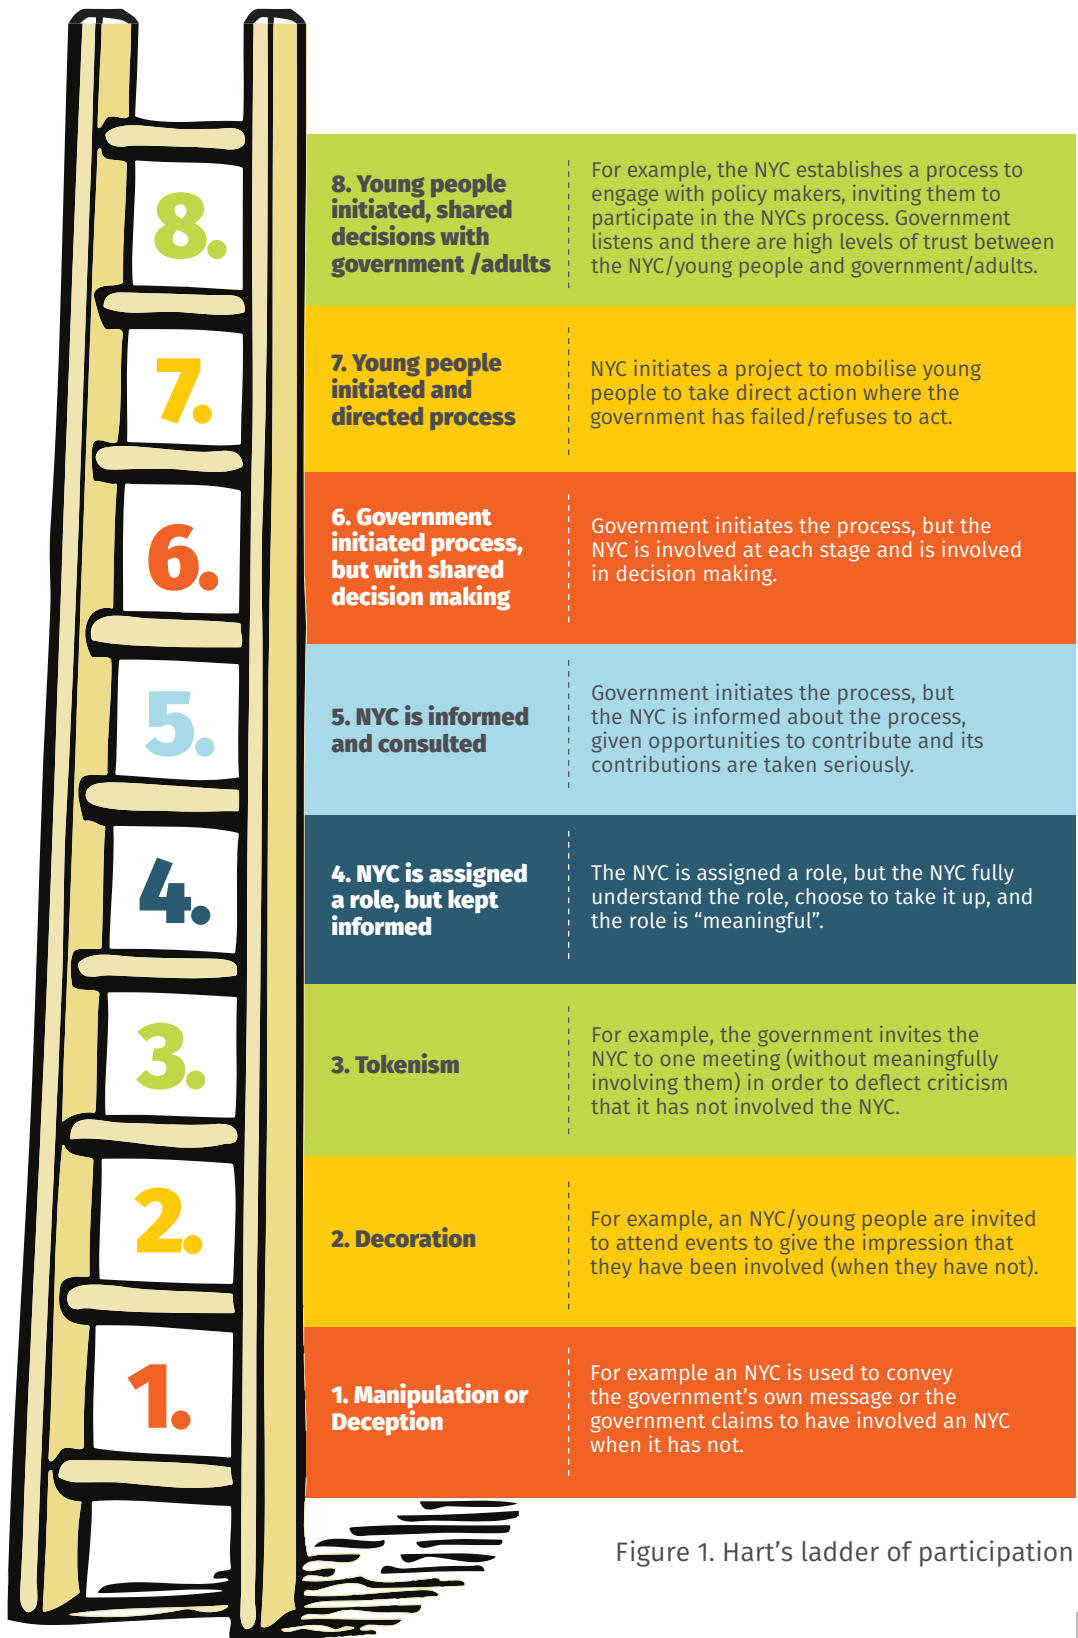 8.
8. Young people
initiated, shared
decisions with
government /adults
For example, the NYC establishes a process to
engage with policy makers, inviting them to
participate in the NYCs process. Government
listens and there are high levels of trust between
the NYC/young people and government/adults.
7.
7. Young people
initiated and
directed process
NYC initiates a project to mobilise young
people to take direct action where the
government has failed/refuses to act.
6.
6. Government
initiated process,
but with shared
decision making
Government initiates the process, but the
NYC is involved at each stage and is involved
in decision making.
5.
5. NYC is informed
and consulted
Government initiates the process, but
the NYC is informed about the process,
given opportunities to contribute and its
contributions are taken seriously.
4.
4. NYC is assigned
a role, but kept
informed
The NYC is assigned a role, but the NYC fully
understand the role, choose to take it up, and
the role is “meaningful”.
3.
3. Tokenism
For example, the government invites the
NYC to one meeting (without meaningfully
involving them) in order to deflect criticism
that it has not involved the NYC.
2.
2. Decoration
For example, an NYC/young people are invited
to attend events to give the impression that
they have been involved (when they have not).
1.
1. Manipulation or
Deception
For example an NYC is used to convey
the government’s own message or the
government claims to have involved an NYC
when it has not.
Figure 1. Hart’s ladder of participation